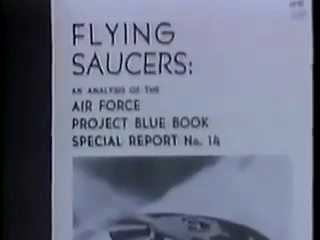 FLYING
SAUCERS:
AN ANALYSIS OF THE
AIR FORCE
PROJECT BLUE BOOK
SPECIAL REPORT No. 14